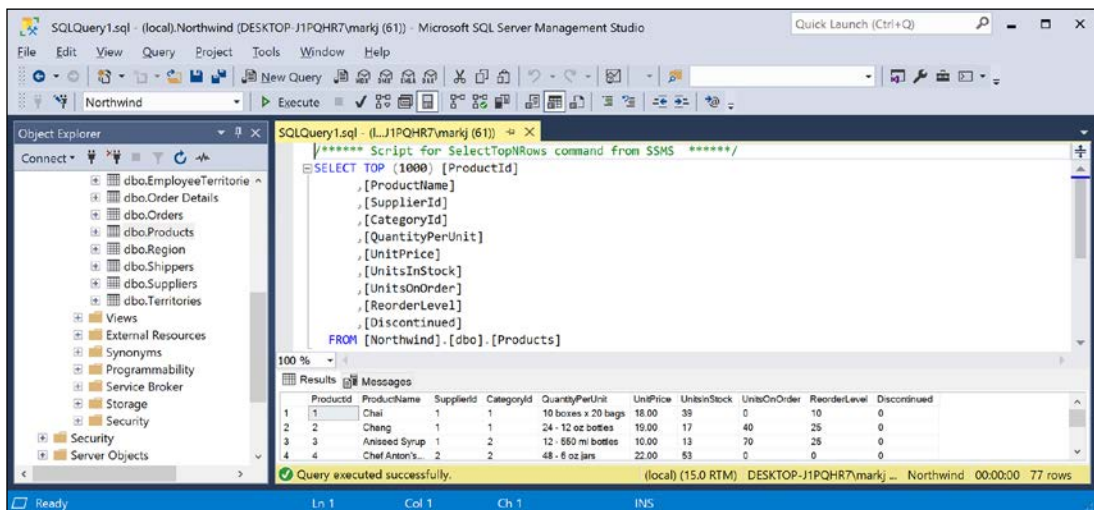 SQLQuery1.sql - (local).Northwind (DESKTOP-J1PQHR7\markj (61)) - Microsoft SQL Server Management Studio
Quick Launch (Ctrl+Q)
File Edit View Query Project Tools Window Help
New Query
Northwind
Execute
Object Explorer
Connect
dbo.EmployeeTerritorie
dbo.Order Details
dbo.Orders
dbo.Products
dbo.Region
dbo.Shippers
dbo.Suppliers
dbo.Territories
Views
External Resources
Synonyms
Programmability
Service Broker
Storage
Security
Security
Server Objects
SQLQuery1.sql - (l...J1PQHR7\markj (61))
/****** Script for SelectTopNRows command from SSMS ******/
SELECT TOP (1000) [ProductId]
,[ProductName]
,[SupplierId]
,[CategoryId]
,[QuantityPerUnit]
,[UnitPrice]
,[UnitsInStock]
,[UnitsOnOrder]
,[ReorderLevel]
,[Discontinued]
FROM [Northwind].[dbo].[Products]
100 %
Results Messages
ProductId ProductName SupplierId CategoryId QuantityPerUnit UnitPrice UnitsInStock UnitsOnOrder ReorderLevel Discontinued
1 1 Chai 1 1 10 boxes x 20 bags 18.00 39 0 10 0
2 2 Chang 1 1 24 - 12 oz bottles 19.00 17 40 25 0
3 3 Aniseed Syrup 1 2 12 - 550 ml bottles 10.00 13 70 25 0
4 4 Chef Anton's... 2 2 48 - 6 oz jars 22.00 53 0 0 0
Query executed successfully. (local) (15.0 RTM) DESKTOP-J1PQHR7\markj ... Northwind 00:00:00 77 rows
Ready Ln 1 Col 1 Ch 1 INS